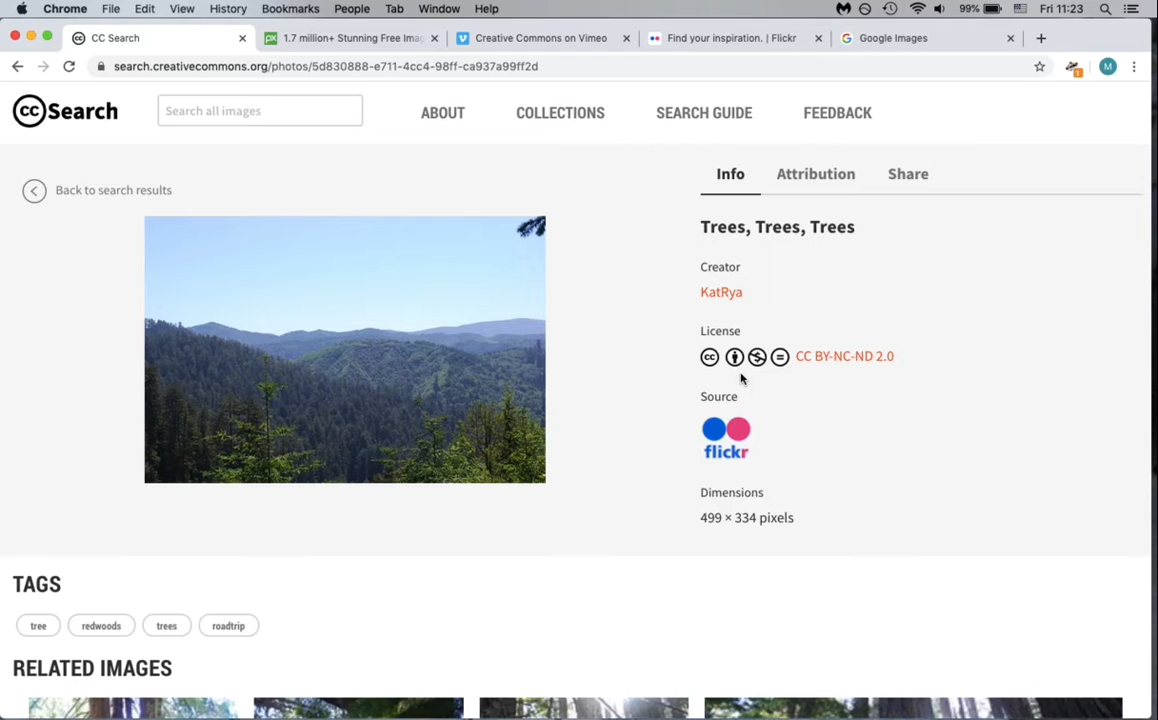 Chrome File Edit View History Bookmarks People Tab Window Help 99% Fri 11:23
CC Search 1.7 million+ Stunning Free Imag Creative Commons on Vimeo Find your inspiration. | Flickr Google Images
search.creativecommons.org/photos/5d830888-e711-4cc4-98ff-ca937a99ff2d 1 M
cc Search Search all images ABOUT COLLECTIONS SEARCH GUIDE FEEDBACK
Back to search results
Info Attribution Share
Trees, Trees, Trees
Creator
KatRya
License
cc CC BY-NC-ND 2.0
Source
flickr
Dimensions
499 × 334 pixels
TAGS
tree redwoods trees roadtrip
RELATED IMAGES